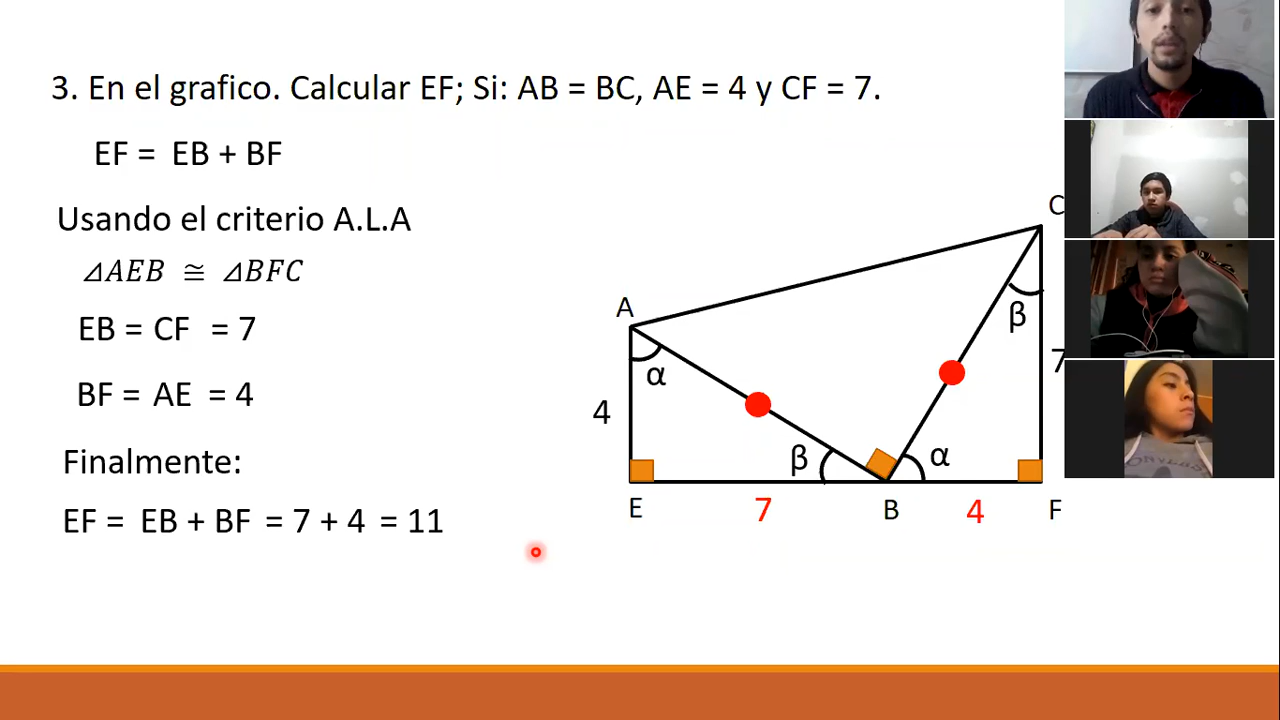 3. En el grafico. Calcular EF; Si: AB = BC, AE = 4 y CF = 7.
EF = EB + BF
Usando el criterio A.L.A
⊿AEB ≅ ⊿BFC
EB = CF = 7
BF = AE = 4
Finalmente:
EF = EB + BF = 7 + 4 = 11
C
A
β
α
7
4
β
α
E
7
B
4
F